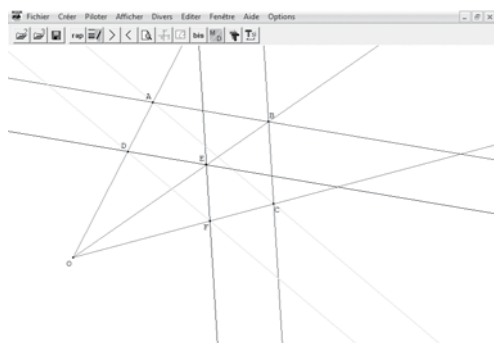 Fichier Créer Piloter Afficher Divers Editer Fenêtre Aide Options
rap bis
A
B
D
E
C
F
O